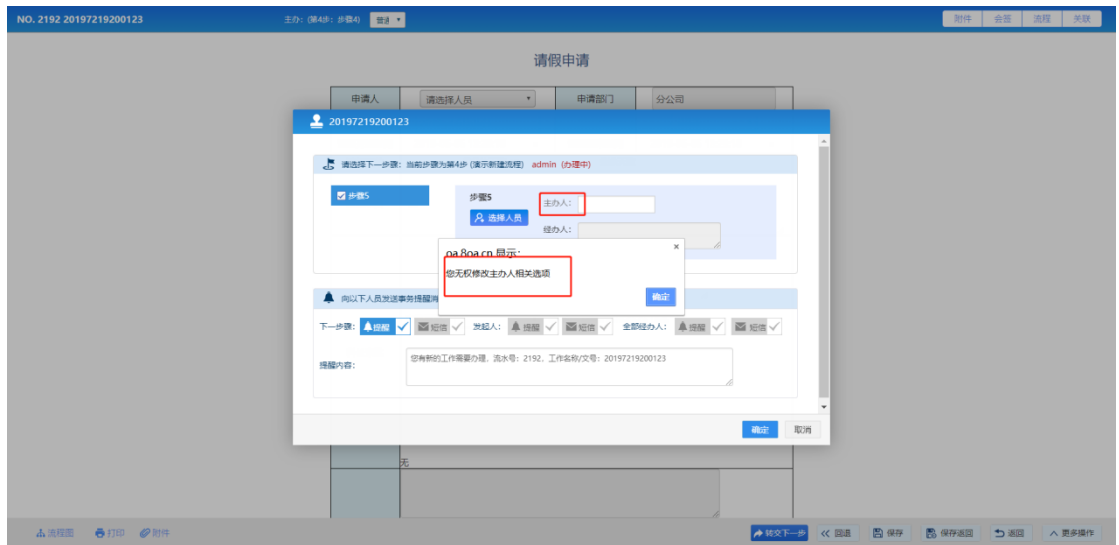 NO. 2192 20197219200123
主办: (第4步: 步骤4) 普通
附件 会签 流程 关联
请假申请
申请人 请选择人员 申请部门 分公司
20197219200123
请选择下一步骤: 当前步骤为第4步 (演示新建流程) admin (办理中)
步骤5
步骤5 主办人:
选择人员
经办人:
oa.8oa.cn 显示:
×
您无权修改主办人相关选项
确定
向以下人员发送事务提醒消
下一步骤: 提醒 短信 发起人: 提醒 短信 全部经办人: 提醒 短信
提醒内容:
您有新的工作需要办理, 流水号: 2192, 工作名称/文号: 20197219200123
确定 取消
无
流程图 打印 附件 转交下一步 回退 保存 保存返回 返回 更多操作